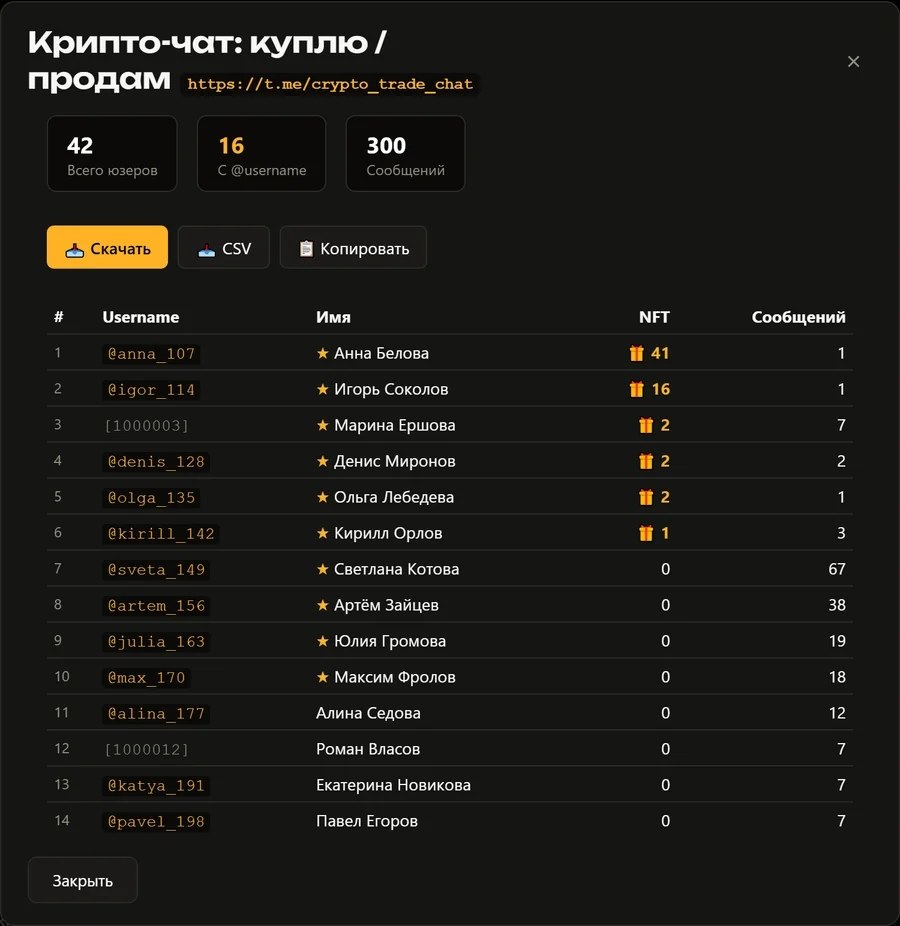 Крипто-чат: куплю /
продам https://t.me/crypto_trade_chat
×
42 16 300
Всего юзеров С @username Сообщений
Скачать CSV Копировать
# Username Имя NFT Сообщений
1 @anna_107 ★ Анна Белова 41 1
2 @igor_114 ★ Игорь Соколов 16 1
3 [1000003] ★ Марина Ершова 2 7
4 @denis_128 ★ Денис Миронов 2 2
5 @olga_135 ★ Ольга Лебедева 2 1
6 @kirill_142 ★ Кирилл Орлов 1 3
7 @sveta_149 ★ Светлана Котова 0 67
8 @artem_156 ★ Артём Зайцев 0 38
9 @julia_163 ★ Юлия Громова 0 19
10 @max_170 ★ Максим Фролов 0 18
11 @alina_177 Алина Седова 0 12
12 [1000012] Роман Власов 0 7
13 @katya_191 Екатерина Новикова 0 7
14 @pavel_198 Павел Егоров 0 7
Закрыть